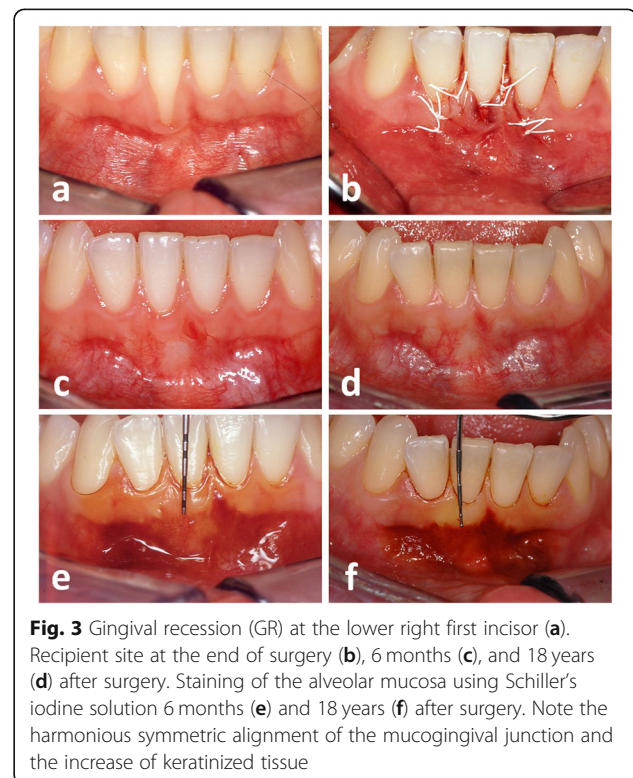 a
b
c
d
e
f
Fig. 3 Gingival recession (GR) at the lower right first incisor (a).
Recipient site at the end of surgery (b), 6 months (c), and 18 years
(d) after surgery. Staining of the alveolar mucosa using Schiller's
iodine solution 6 months (e) and 18 years (f) after surgery. Note the
harmonious symmetric alignment of the mucogingival junction and
the increase of keratinized tissue